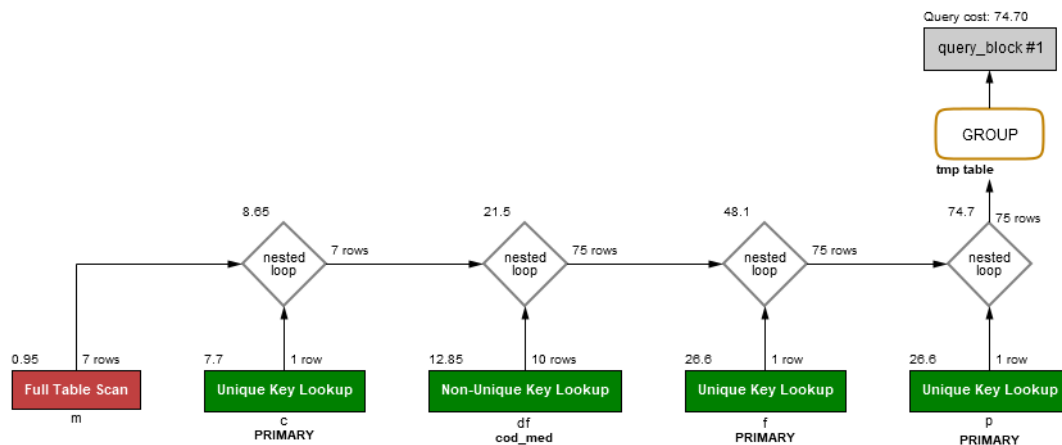 Query cost: 74.70
query_block #1
GROUP
tmp table
8.65
21.5
48.1
74.7
75 rows
nested
loop
7 rows
nested
loop
75 rows
nested
loop
75 rows
nested
loop
0.95
7 rows
7.7
1 row
12.85
10 rows
26.6
1 row
26.6
1 row
Full Table Scan
Unique Key Lookup
Non-Unique Key Lookup
Unique Key Lookup
Unique Key Lookup
m
c
df
f
p
PRIMARY
cod_med
PRIMARY
PRIMARY